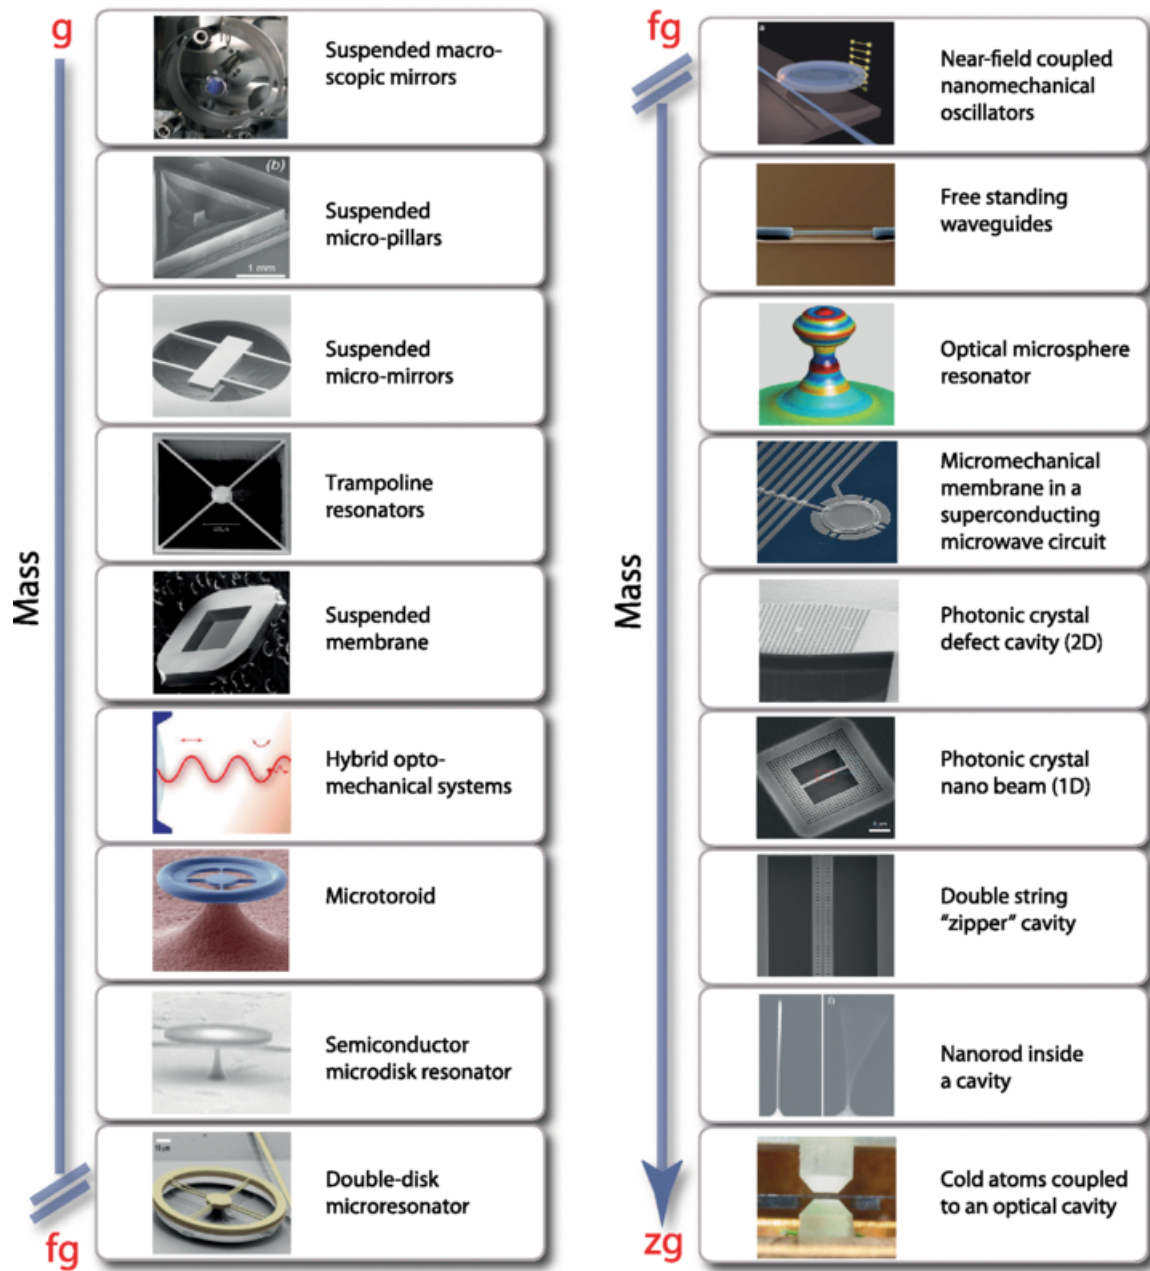 g
Suspended macro-
scopic mirrors
(b)
1 mm
Suspended
micro-pillars
Suspended
micro-mirrors
Trampoline
resonators
Suspended
membrane
Hybrid opto-
mechanical systems
Microtoroid
Semiconductor
microdisk resonator
Double-disk
microresonator
Mass
fg
fg
a
Near-field coupled
nanomechanical
oscillators
Free standing
waveguides
Optical microsphere
resonator
Micromechanical
membrane in a
superconducting
microwave circuit
Photonic crystal
defect cavity (2D)
Photonic crystal
nano beam (1D)
Double string
"zipper" cavity
Nanorod inside
a cavity
Cold atoms coupled
to an optical cavity
Mass
zg